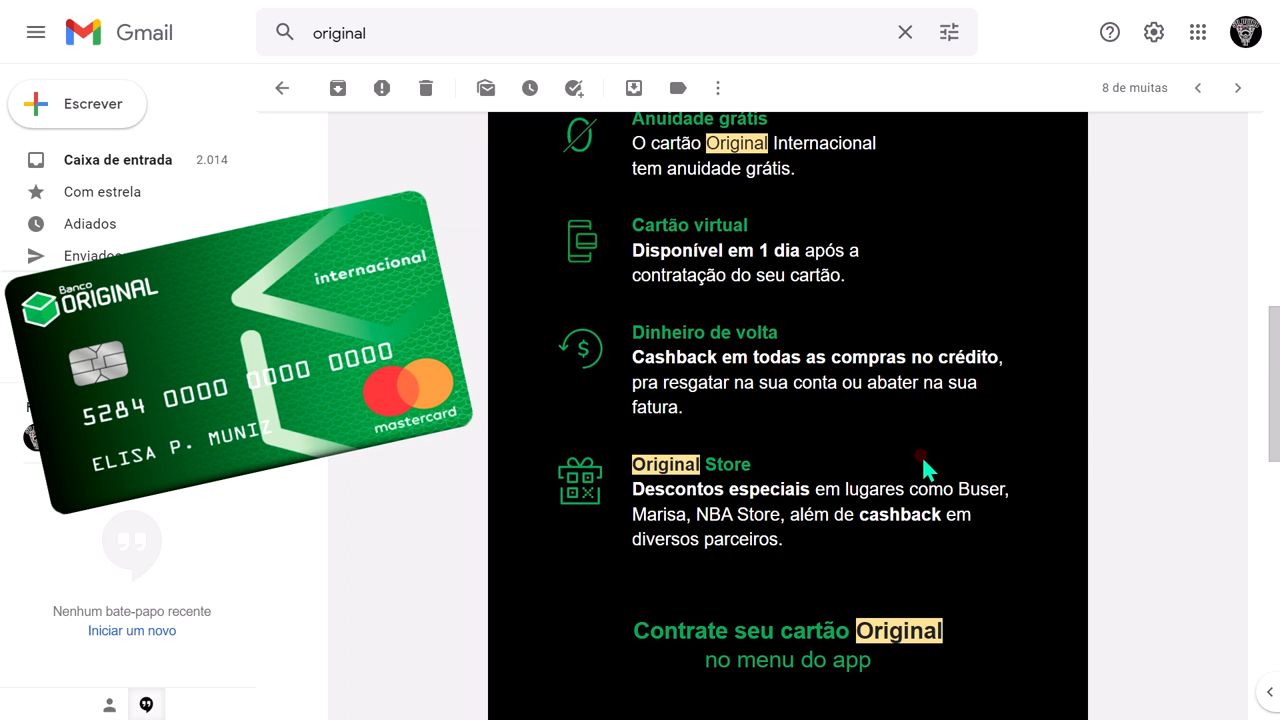 Gmail
original
Escrever
8 de muitas
Caixa de entrada 2.014
Com estrela
Adiados
Enviados
Banco
ORIGINAL
internacional
5284 0000 0000 0000
ELISA P. MUNIZ
mastercard
Nenhum bate-papo recente
Iniciar um novo
Anuidade grátis
O cartão Original Internacional
tem anuidade grátis.
Cartão virtual
Disponível em 1 dia após a
contratação do seu cartão.
Dinheiro de volta
Cashback em todas as compras no crédito,
pra resgatar na sua conta ou abater na sua
fatura.
Original Store
Descontos especiais em lugares como Buser,
Marisa, NBA Store, além de cashback em
diversos parceiros.
Contrate seu cartão Original
no menu do app